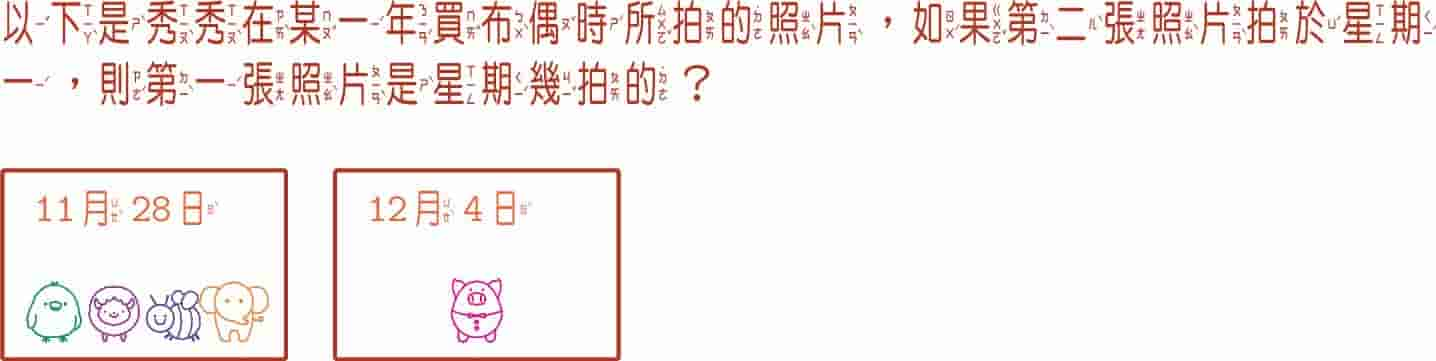 以下是秀秀在某一年買布偶時所拍的照片，如果第二張照片拍於星期
一，則第一張照片是星期幾拍的？
11月28日
12月4日